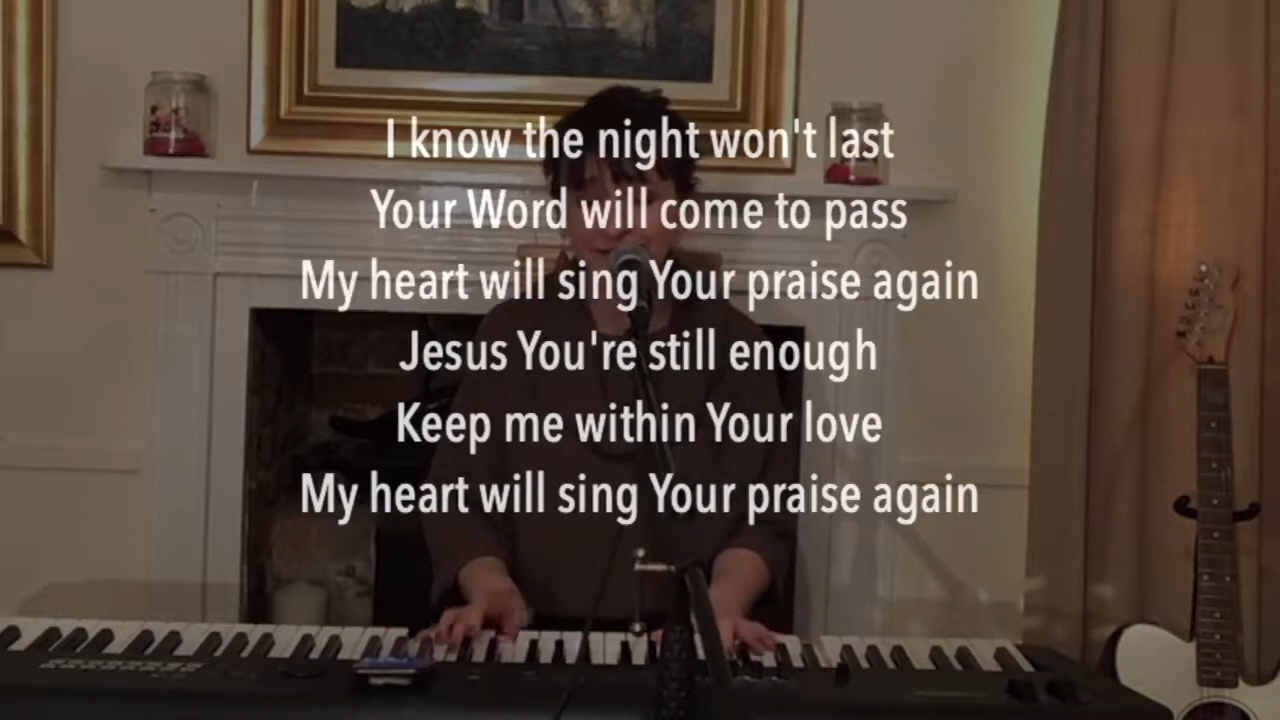 I know the night won't last
Your Word will come to pass
My heart will sing Your praise again
Jesus You're still enough
Keep me within Your love
My heart will sing Your praise again